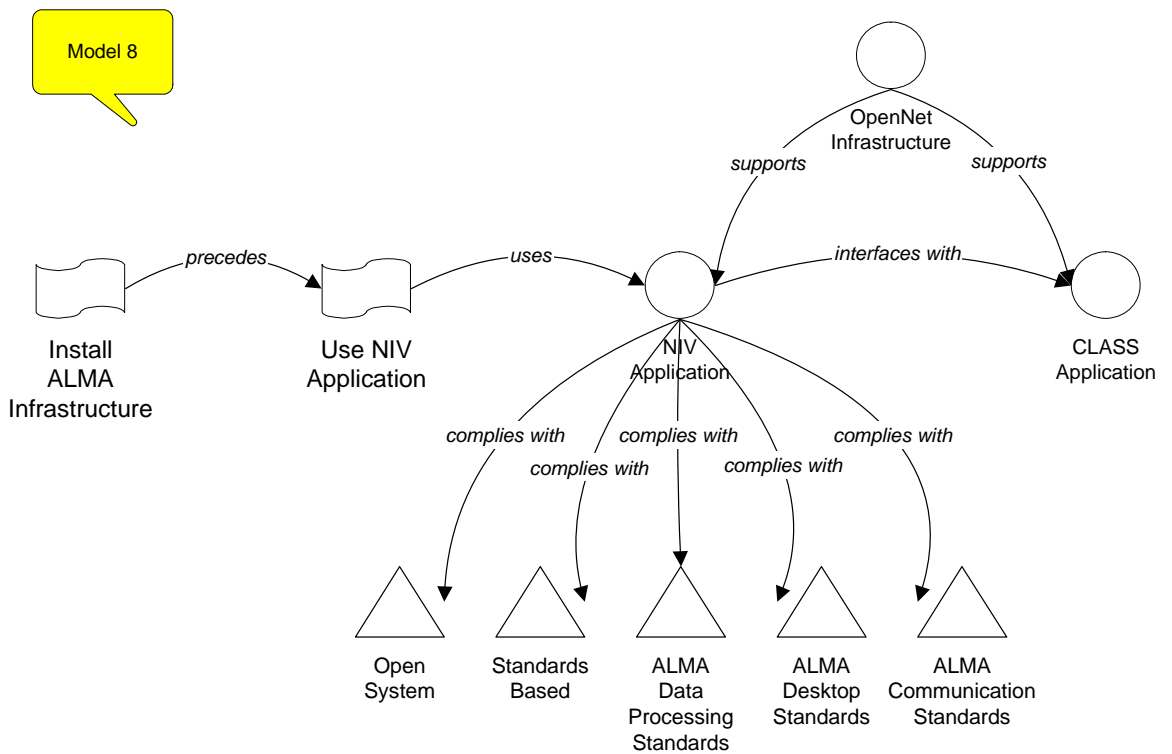 Model 8
OpenNet
Infrastructure
supports
supports
precedes
uses
interfaces with
Install
ALMA
Infrastructure
Use NIV
Application
NIV
Application
CLASS
Application
complies with
complies with
complies with
complies with
complies with
Open
System
Standards
Based
ALMA
Data
Processing
Standards
ALMA
Desktop
Standards
ALMA
Communication
Standards